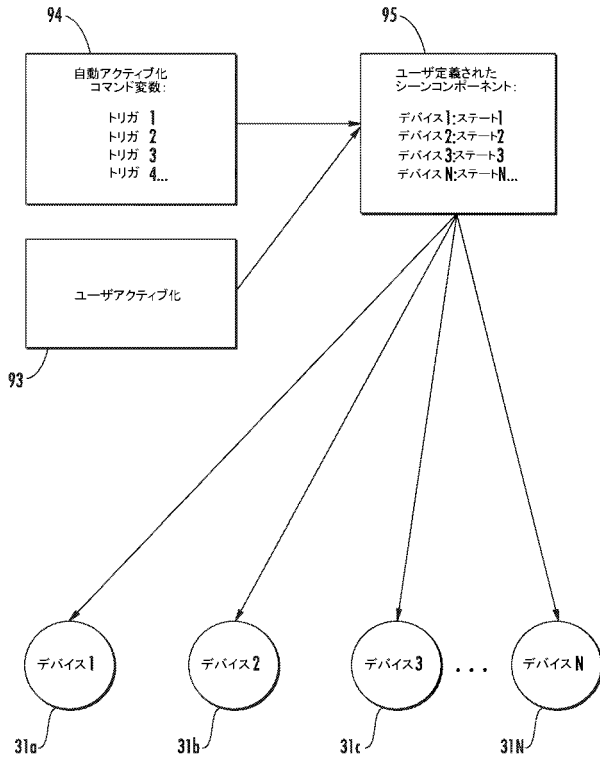 94
自動アクティブ化
コマンド変数:
トリガ 1
トリガ 2
トリガ 3
トリガ 4...
95
ユーザ定義された
シーンコンポーネント:
デバイス1:ステート1
デバイス2:ステート2
デバイス3:ステート3
デバイスN:ステートN...
ユーザアクティブ化
93
デバイス1
デバイス2
デバイス3
...
デバイスN
31a
31b
31c
31N